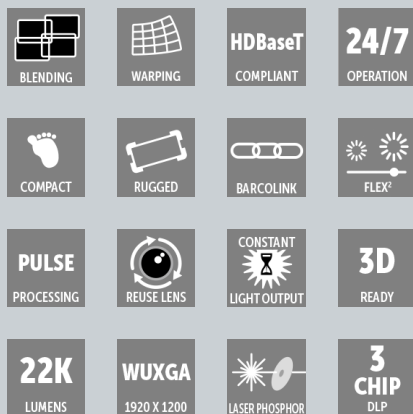 BLENDING
WARPING
HDBaseT
COMPLIANT
24/7
OPERATION
COMPACT
RUGGED
BARCOLINK
FLEX²
PULSE
PROCESSING
REUSE LENS
CONSTANT
LIGHT OUTPUT
3D
READY
22K
LUMENS
WUXGA
1920 X 1200
LASER PHOSPHOR
3
CHIP
DLP